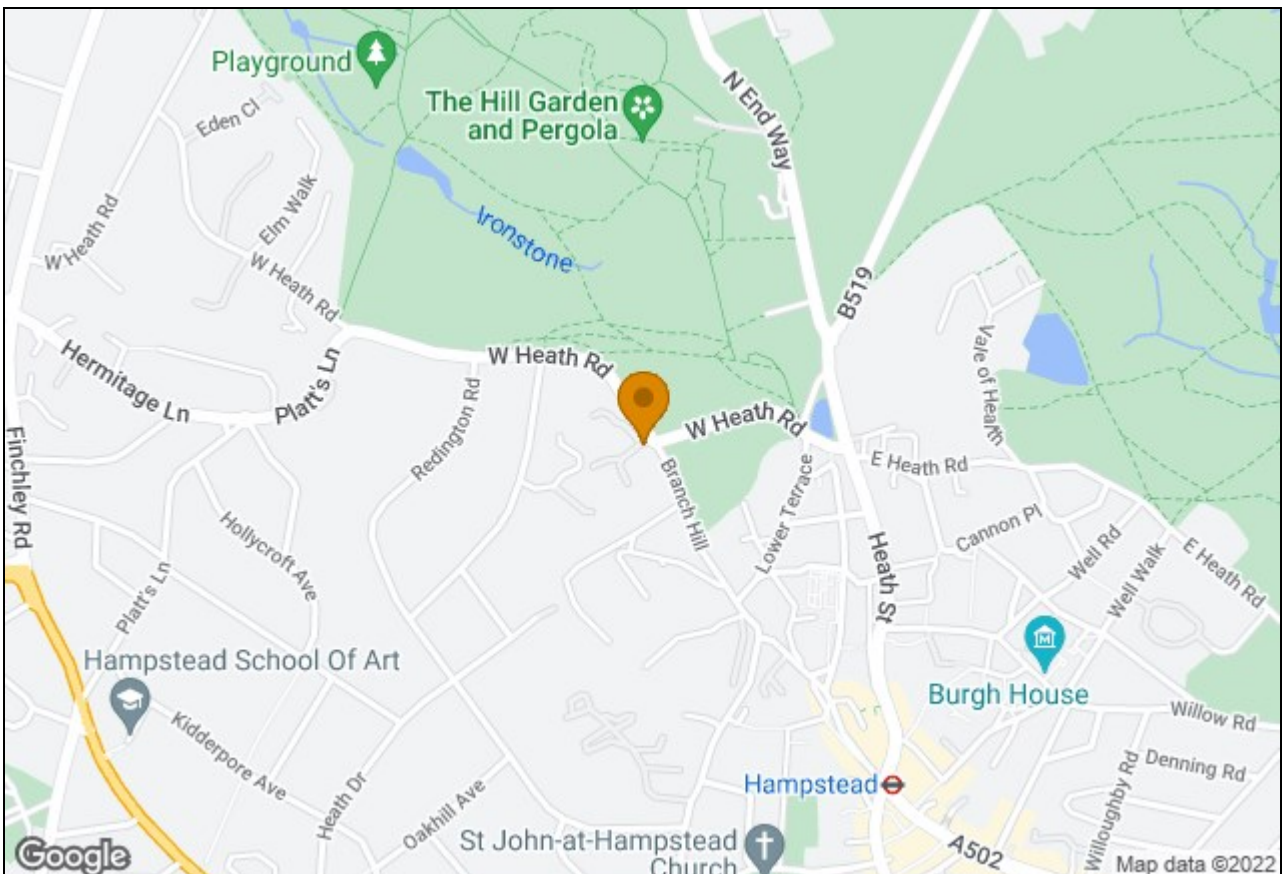 Playground
Eden Cl
The Hill Garden
and Pergola
N End Way
W Heath Rd
Elm Walk
Ironstone
W Heath Rd
B519
Hermitage Ln
Platt's Ln
W Heath Rd
Redington Rd
W Heath Rd
Vale of Health
Finchley Rd
Branch Hill
Lower Terrace
E Heath Rd
Hollycroft Ave
Heath St
Cannon Pl
Well Rd
Well Walk
E Heath Rd
Platt's Ln
Hampstead School Of Art
Burgh House
Kidderpore Ave
Willow Rd
Denning Rd
Heath Dr
Oakhill Ave
Hampstead
Willoughby Rd
St John-at-Hampstead
Church
A502
Google
Map data ©2022